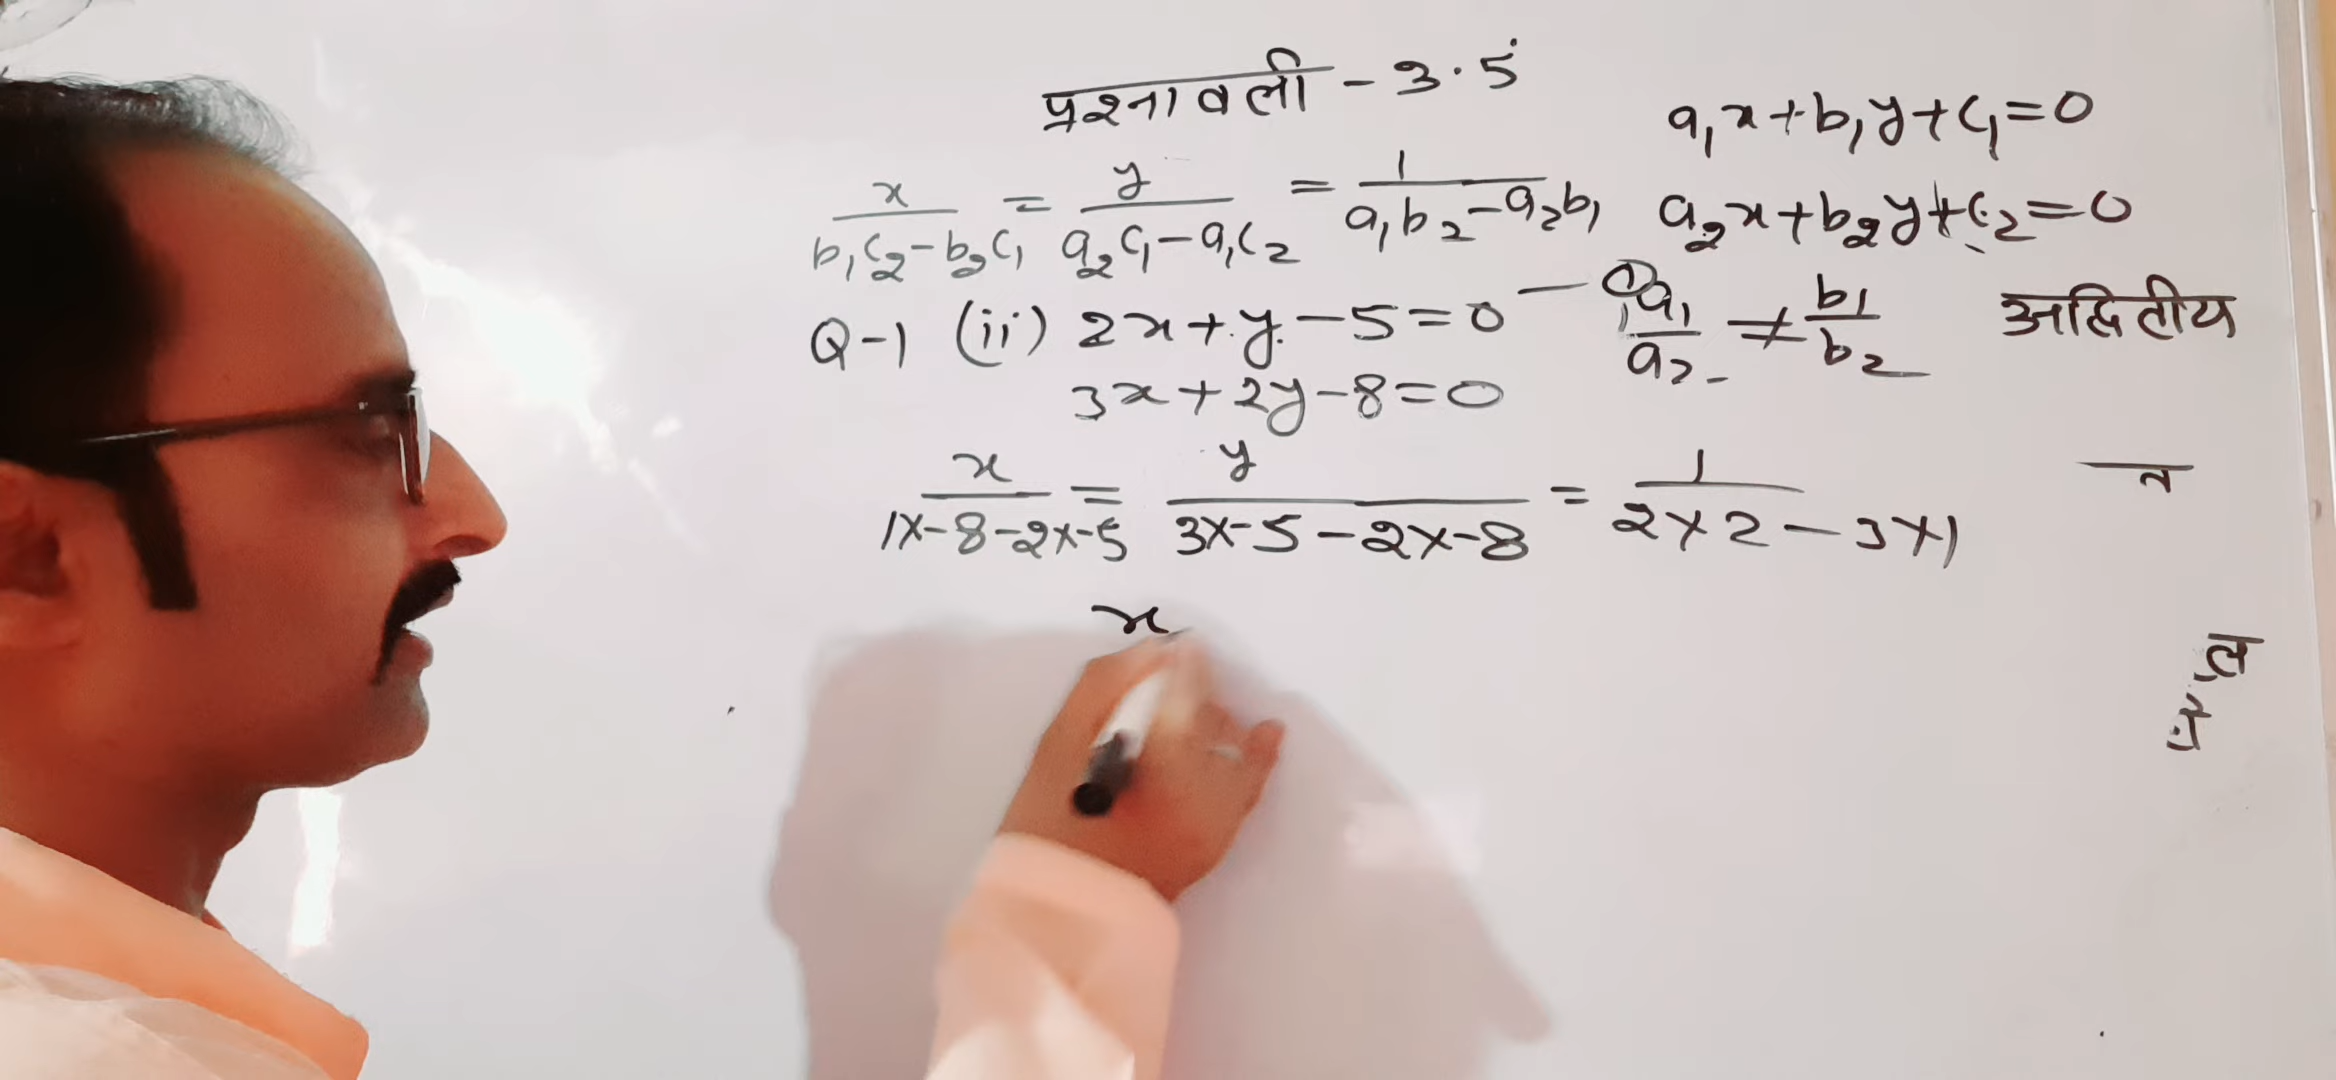 प्रश्नावली - 3.5
a₁x+b₁y+c₁=0
x/(b₁c₂-b₂c₁) = y/(a₂c₁-a₁c₂) = 1/(a₁b₂-a₂b₁)
a₂x+b₂y+c₂=0
Q-1 (ii) 2x+y-5=0 — ①
a₁/a₂ ≠ b₁/b₂ अद्वितीय
3x+2y-8=0
x/(1×-8-2×-5) = y/(3×-5-2×-8) = 1/(2×2-3×1)
x